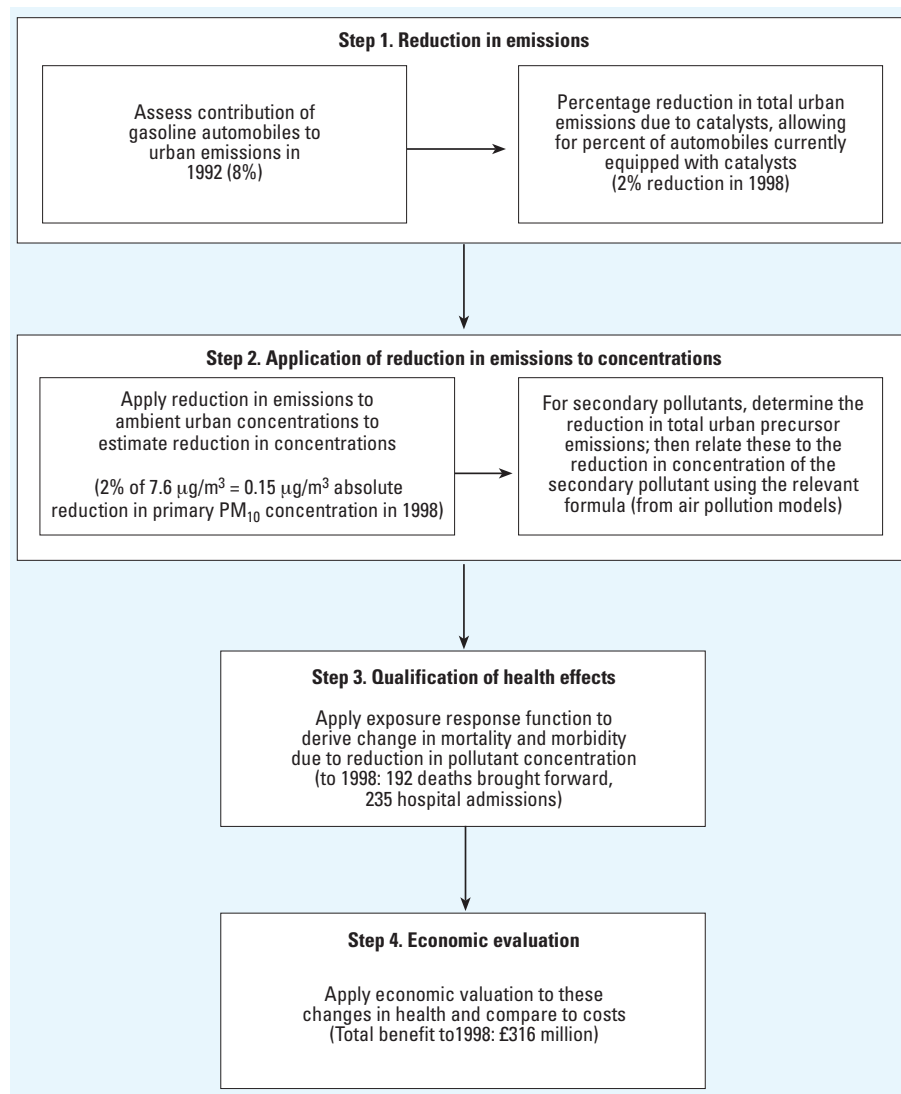 Step 1. Reduction in emissions
Assess contribution of
gasoline automobiles to
urban emissions in
1992 (8%)
Percentage reduction in total urban
emissions due to catalysts, allowing
for percent of automobiles currently
equipped with catalysts
(2% reduction in 1998)
Step 2. Application of reduction in emissions to concentrations
Apply reduction in emissions to
ambient urban concentrations to
estimate reduction in concentrations
(2% of 7.6 µg/m³ = 0.15 µg/m³ absolute
reduction in primary PM₁₀ concentration in 1998)
For secondary pollutants, determine the
reduction in total urban precursor
emissions; then relate these to the
reduction in concentration of the
secondary pollutant using the relevant
formula (from air pollution models)
Step 3. Qualification of health effects
Apply exposure response function to
derive change in mortality and morbidity
due to reduction in pollutant concentration
(to 1998: 192 deaths brought forward,
235 hospital admissions)
Step 4. Economic evaluation
Apply economic valuation to these
changes in health and compare to costs
(Total benefit to1998: £316 million)